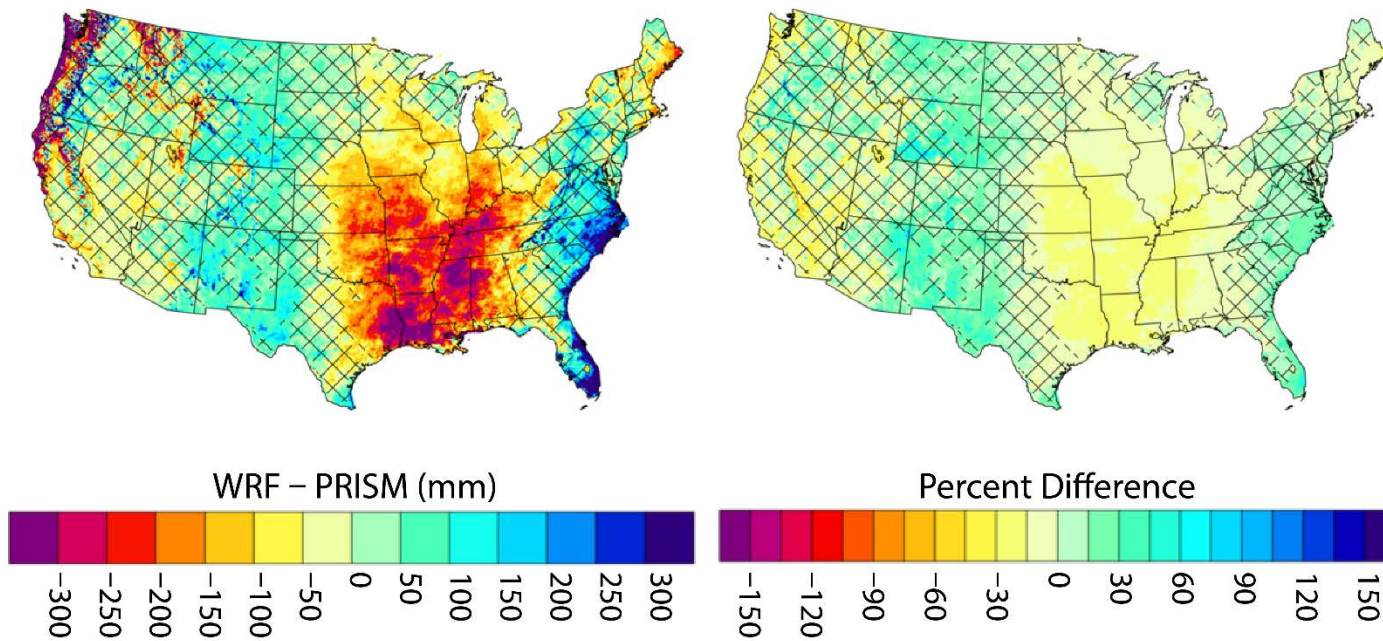 WRF – PRISM (mm)
−300 −250 −200 −150 −100 −50 0 50 100 150 200 250 300
Percent Difference
−150 −120 −90 −60 −30 0 30 60 90 120 150